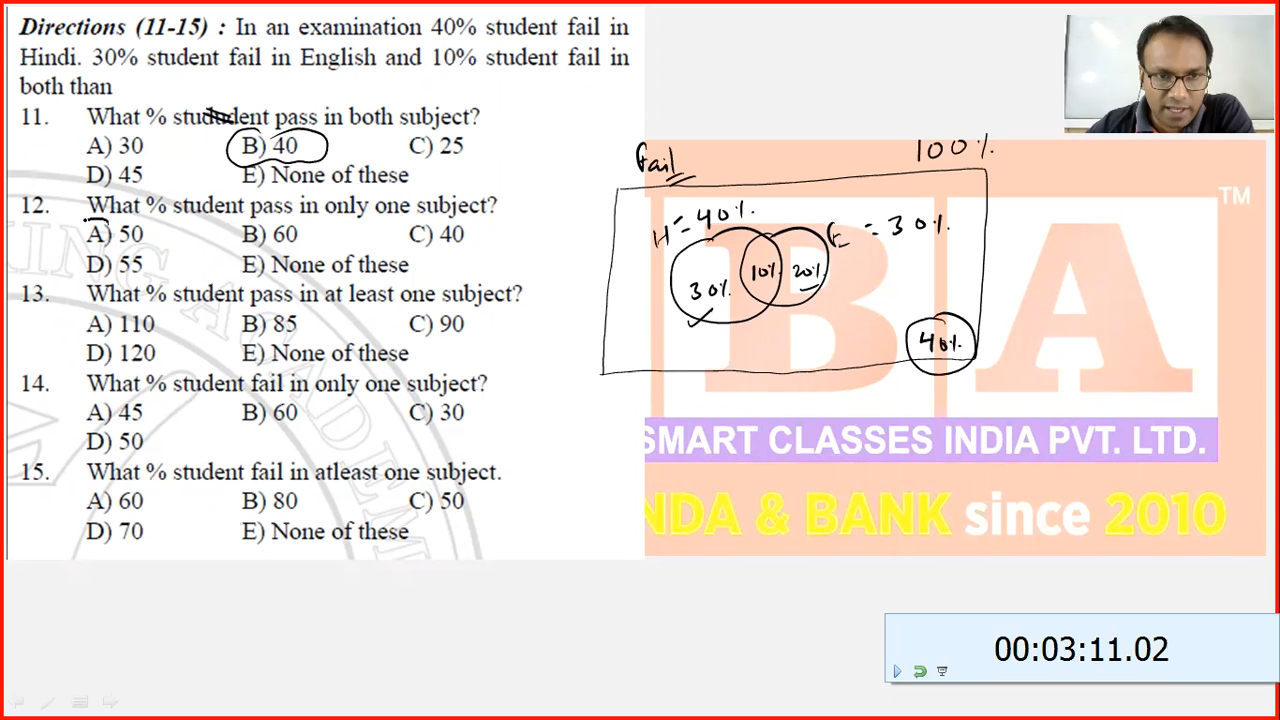 Directions (11-15) : In an examination 40% student fail in
Hindi. 30% student fail in English and 10% student fail in
both than
11. What % student pass in both subject?
A) 30 B) 40 C) 25
D) 45 E) None of these
12. What % student pass in only one subject?
A) 50 B) 60 C) 40
D) 55 E) None of these
13. What % student pass in at least one subject?
A) 110 B) 85 C) 90
D) 120 E) None of these
14. What % student fail in only one subject?
A) 45 B) 60 C) 30
D) 50
15. What % student fail in atleast one subject.
A) 60 B) 80 C) 50
D) 70 E) None of these
Fail
100%
H = 40%
E = 30%
30% 10% 20%
40%
BA TM
SMART CLASSES INDIA PVT. LTD.
NDA & BANK since 2010
00:03:11.02